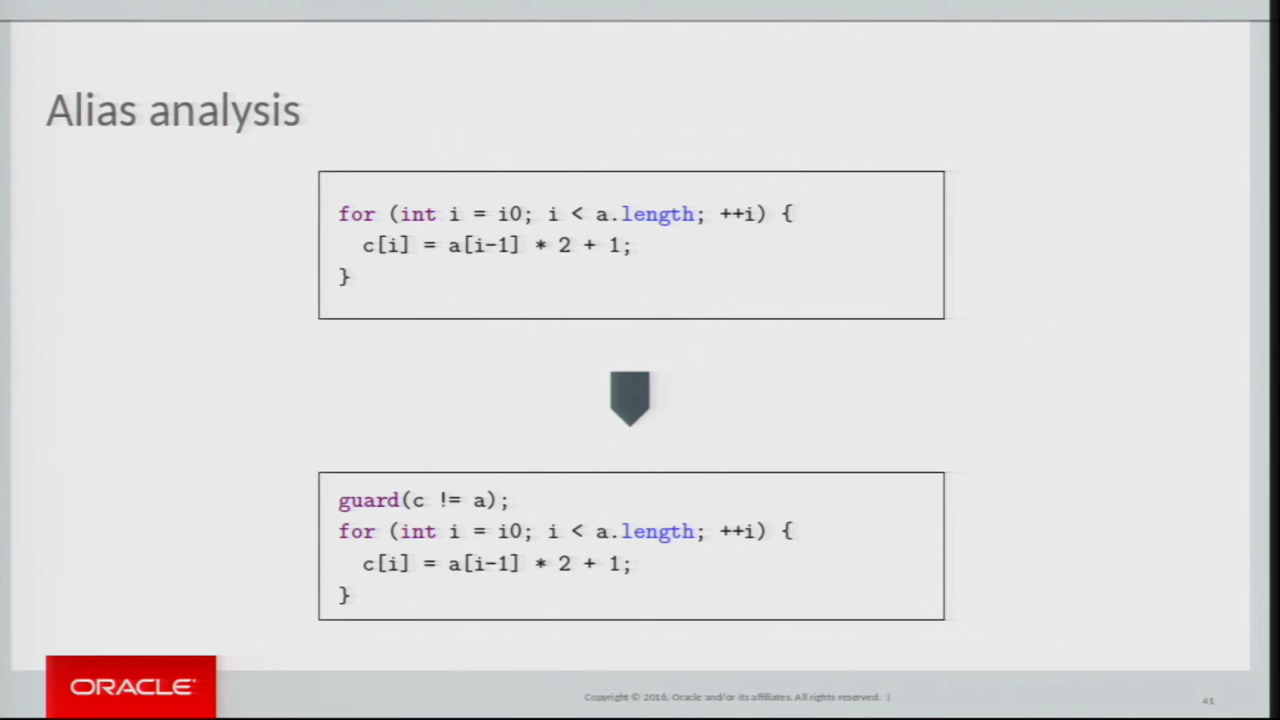 Alias analysis
for (int i = i0; i < a.length; ++i) {
  c[i] = a[i-1] * 2 + 1;
}
guard(c != a);
for (int i = i0; i < a.length; ++i) {
  c[i] = a[i-1] * 2 + 1;
}
ORACLE®
Copyright © 2016, Oracle and/or its affiliates. All rights reserved. |
41